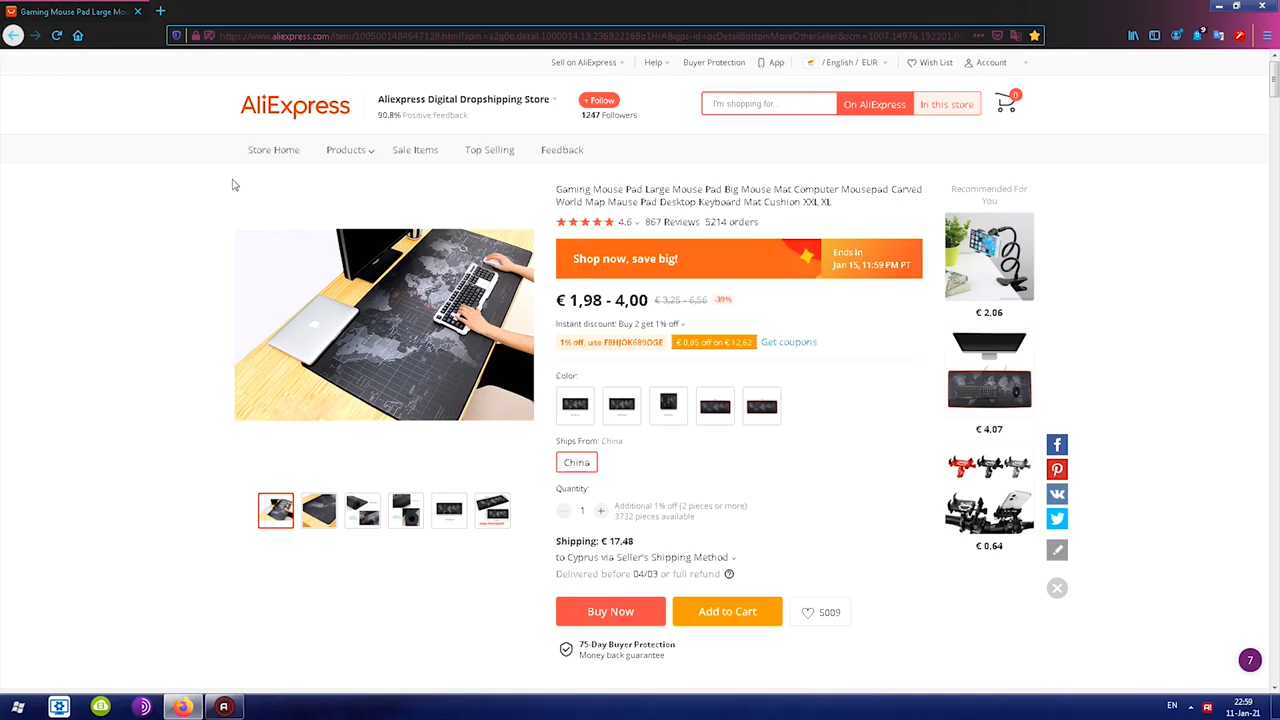 Gaming Mouse Pad Large Mou
Sell on AliExpress
Help
Buyer Protection
App
/ English / EUR
Wish List
Account
AliExpress
Aliexpress Digital Dropshipping Store
90.8% Positive feedback
+ Follow
1247 Followers
I'm shopping for...
On AliExpress
In this store
0
Store Home
Products
Sale Items
Top Selling
Feedback
Gaming Mouse Pad Large Mouse Pad Big Mouse Mat Computer Mousepad Carved
World Map Mause Pad Desktop Keyboard Mat Cushion XXL XL
4.6
867 Reviews
5214 orders
Shop now, save big!
Ends in
Jan 15, 11:59 PM PT
€ 1,98 - 4,00
€ 3,25 - 6,56
-39%
Instant discount: Buy 2 get 1% off
1% off, use F8HJOK689OGE
€ 0,85 off on € 12,62
Get coupons
Color:
Ships From: China
China
Quantity:
1
Additional 1% off (2 pieces or more)
3732 pieces available
Shipping: € 17.48
to Cyprus via Seller's Shipping Method
Delivered before 04/03 or full refund
Buy Now
Add to Cart
5009
75-Day Buyer Protection
Money back guarantee
Recommended For
You
€ 2.06
€ 4.07
€ 0.64
7
EN
22:59
11-Jan-21